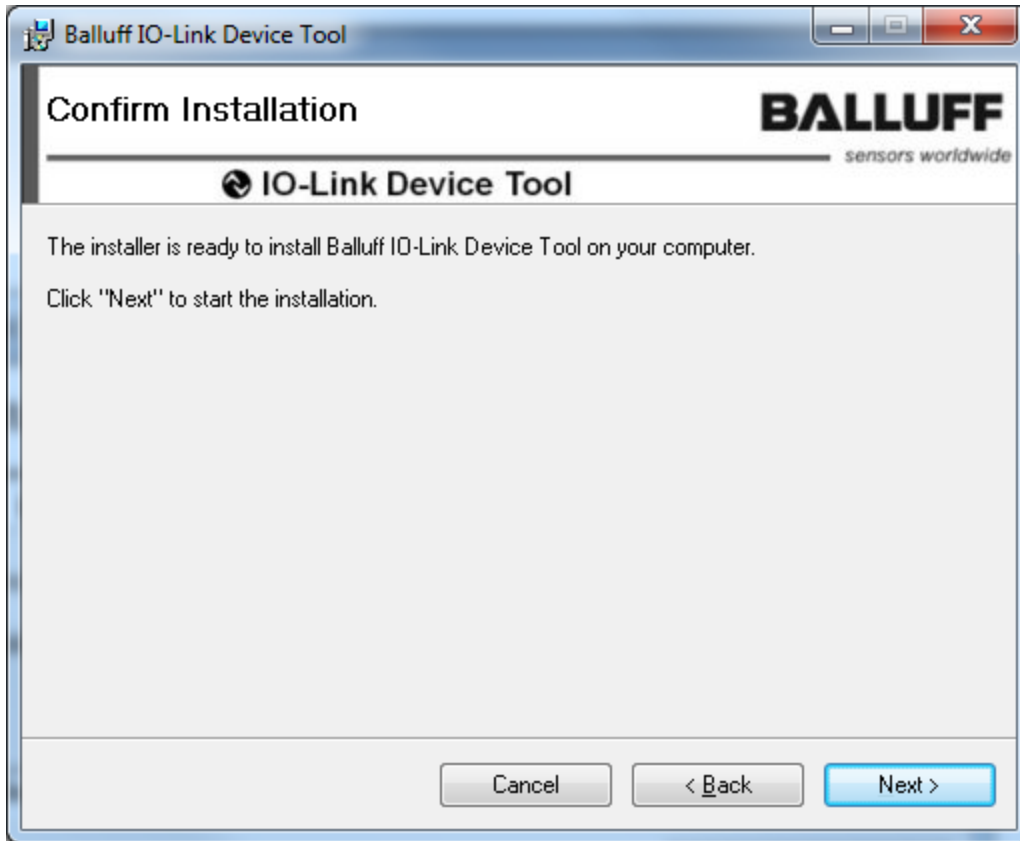 Balluff IO-Link Device Tool
Confirm Installation
BALLUFF
sensors worldwide
IO-Link Device Tool
The installer is ready to install Balluff IO-Link Device Tool on your computer.
Click "Next" to start the installation.
Cancel
< Back
Next >